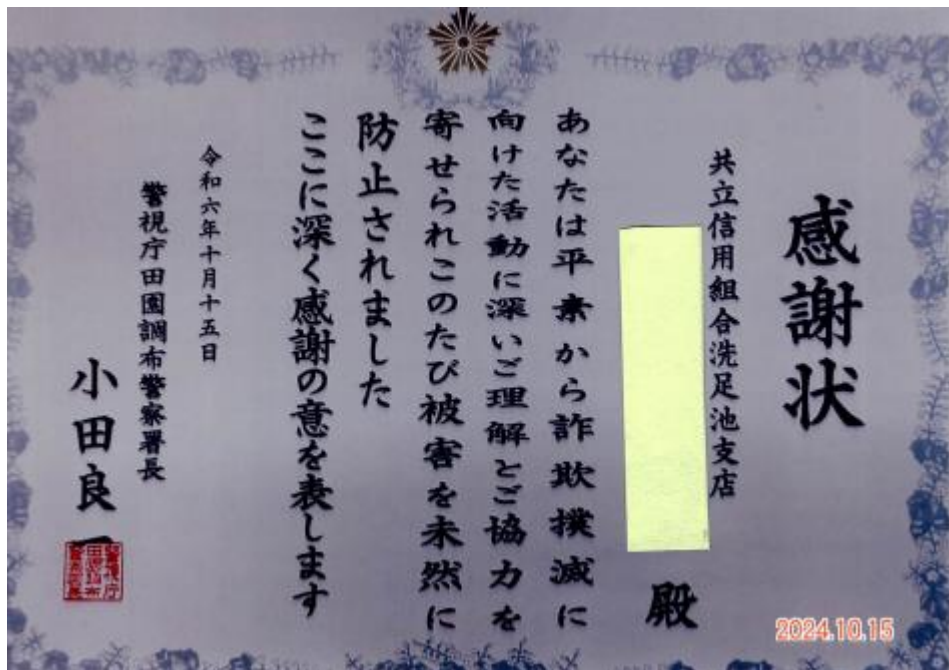 感謝状
共立信用組合洗足池支店
殿
あなたは平素から詐欺撲滅に
向けた活動に深いご理解とご協力を
寄せられこのたび被害を未然に
防止されました
ここに深く感謝の意を表します
令和六年十月十五日
警視庁田園調布警察署長
小田良一
2024.10.15